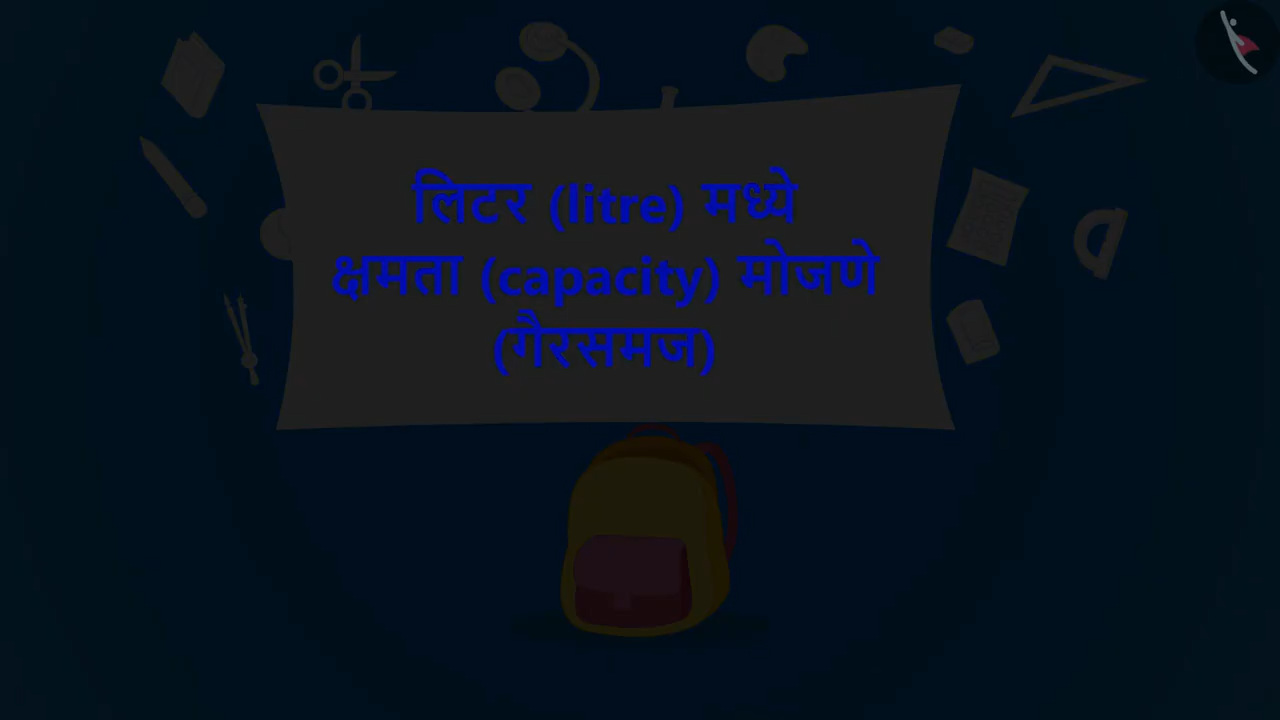 लिटर (litre) मध्ये
क्षमता (capacity) मोजणे
(गैरसमज)